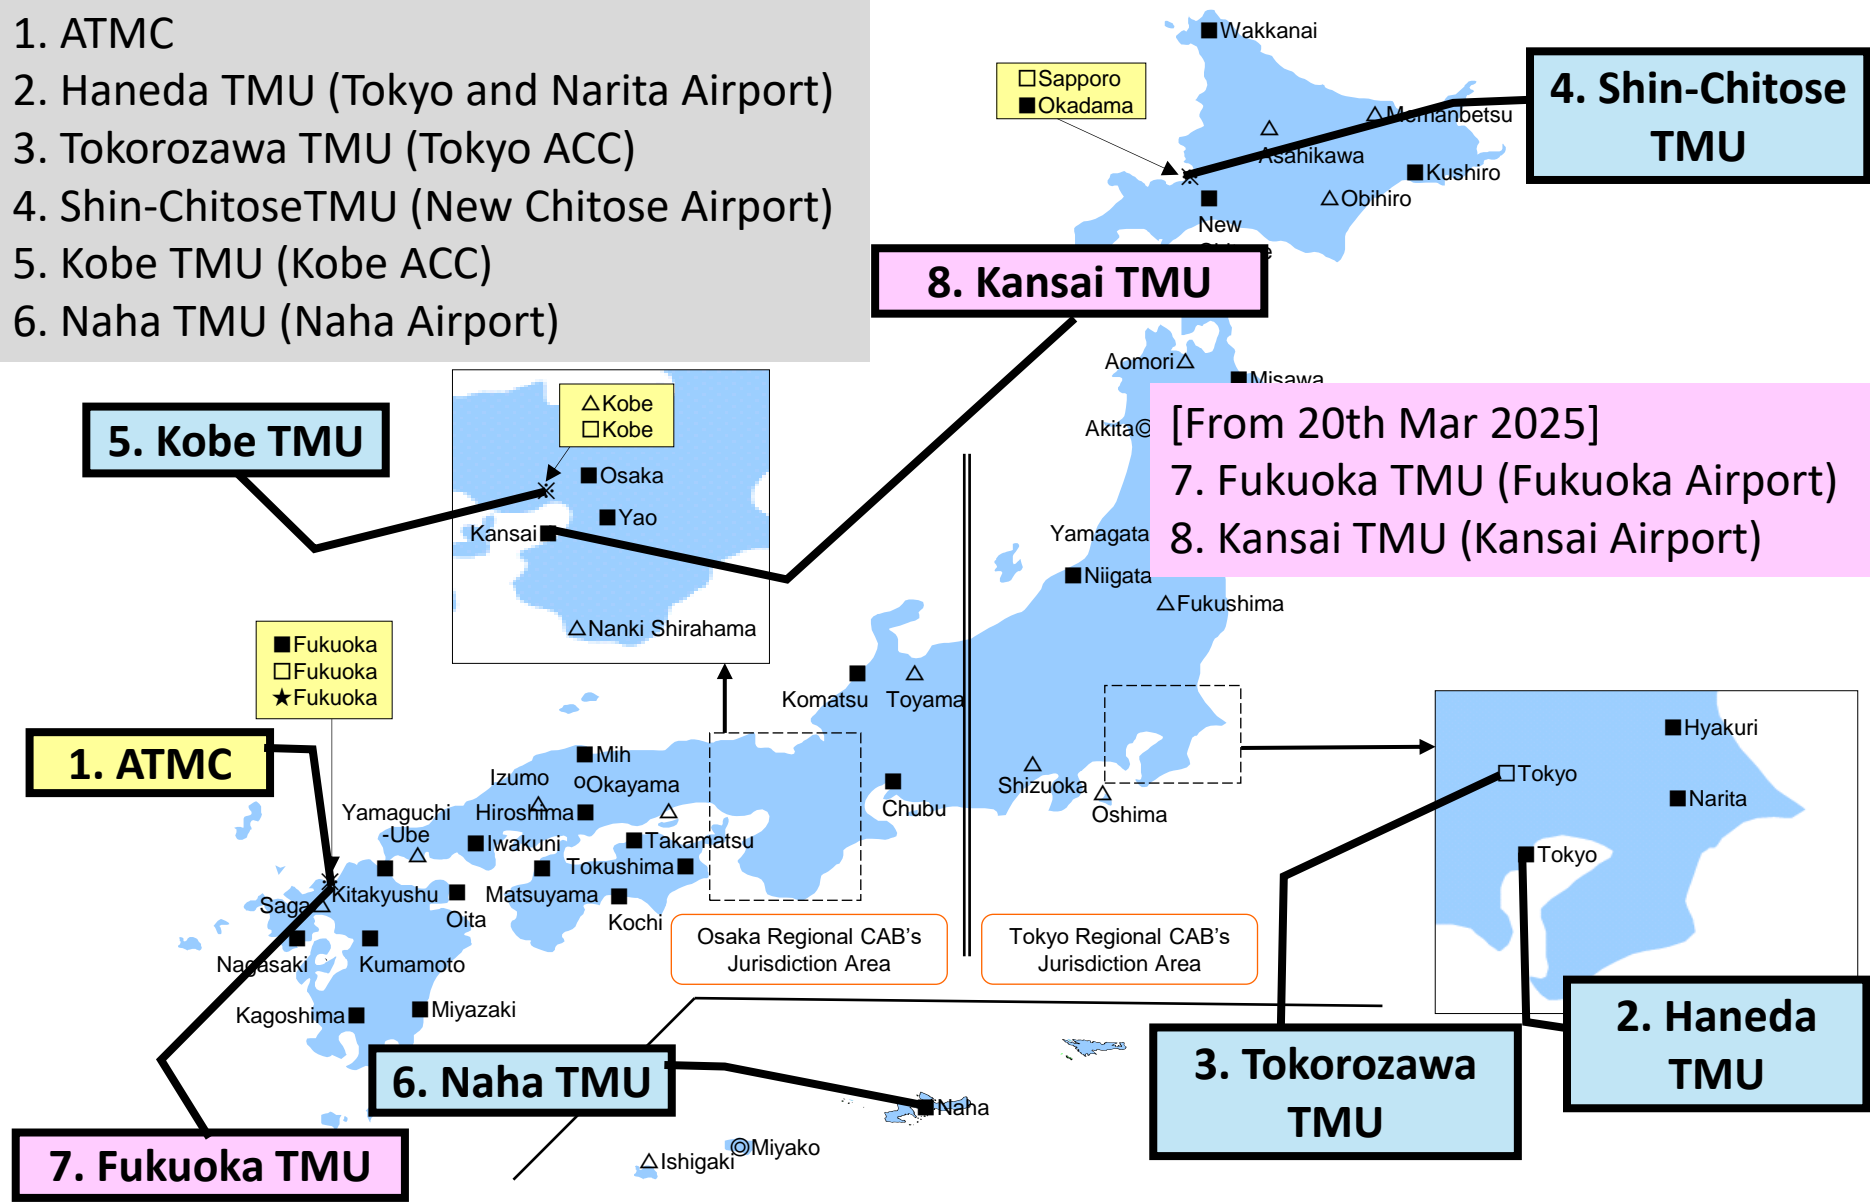 1. ATMC
2. Haneda TMU (Tokyo and Narita Airport)
3. Tokorozawa TMU (Tokyo ACC)
4. Shin-ChitoseTMU (New Chitose Airport)
5. Kobe TMU (Kobe ACC)
6. Naha TMU (Naha Airport)
Wakkanai
□Sapporo
■Okadama
4. Shin-Chitose
TMU
Memanbetsu
Asahikawa
Kushiro
Obihiro
New
8. Kansai TMU
Aomori
Misawa
Akita
[From 20th Mar 2025]
7. Fukuoka TMU (Fukuoka Airport)
8. Kansai TMU (Kansai Airport)
Yamagata
Niigata
Fukushima
5. Kobe TMU
△Kobe
□Kobe
Osaka
Yao
Kansai
Nanki Shirahama
■Fukuoka
□Fukuoka
★Fukuoka
Komatsu
Toyama
1. ATMC
Mih
Izumo
Okayama
Yamaguchi
-Ube
Hiroshima
Iwakuni
Takamatsu
Tokushima
Chubu
Shizuoka
Oshima
Hyakuri
Tokyo
Narita
Tokyo
Kitakyushu
Matsuyama
Saga
Oita
Kochi
Nagasaki
Kumamoto
Osaka Regional CAB's
Jurisdiction Area
Tokyo Regional CAB's
Jurisdiction Area
Kagoshima
Miyazaki
2. Haneda
TMU
3. Tokorozawa
TMU
6. Naha TMU
Naha
Miyako
Ishigaki
7. Fukuoka TMU